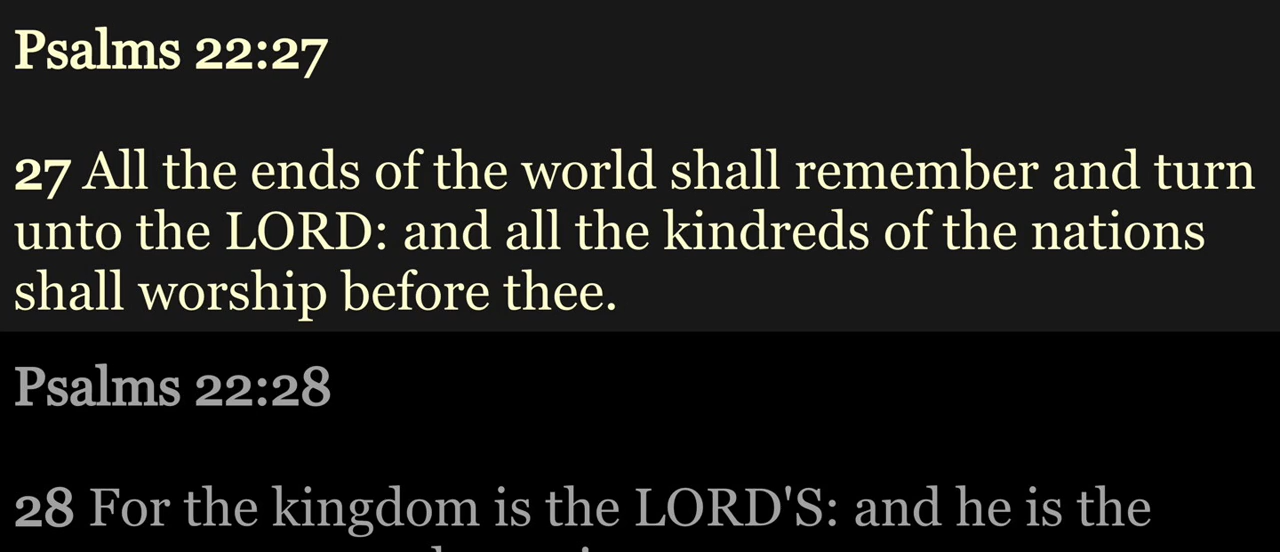 Psalms 22:27
27 All the ends of the world shall remember and turn
unto the LORD: and all the kindreds of the nations
shall worship before thee.
Psalms 22:28
28 For the kingdom is the LORD'S: and he is the